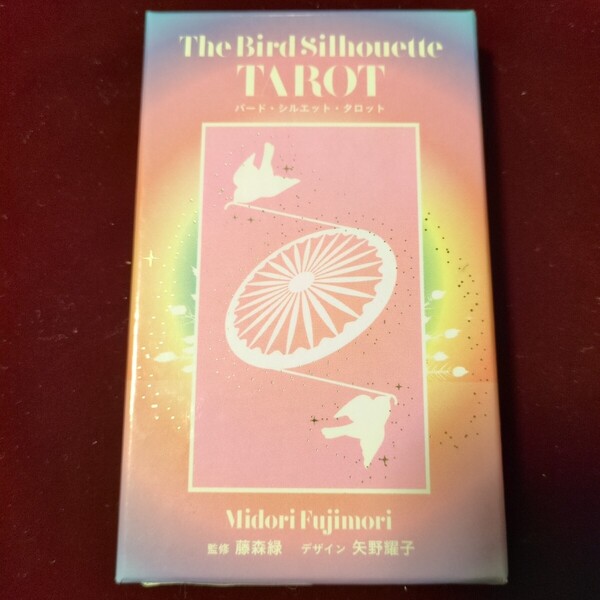 The Bird Silhouette
TAROT
バード・シルエット・タロット
Midori Fujimori
監修 藤森緑 デザイン 矢野耀子